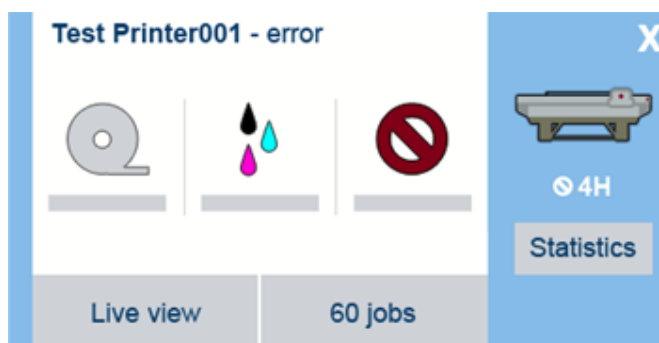 Test Printer001 - error
X
4H
Statistics
Live view
60 jobs